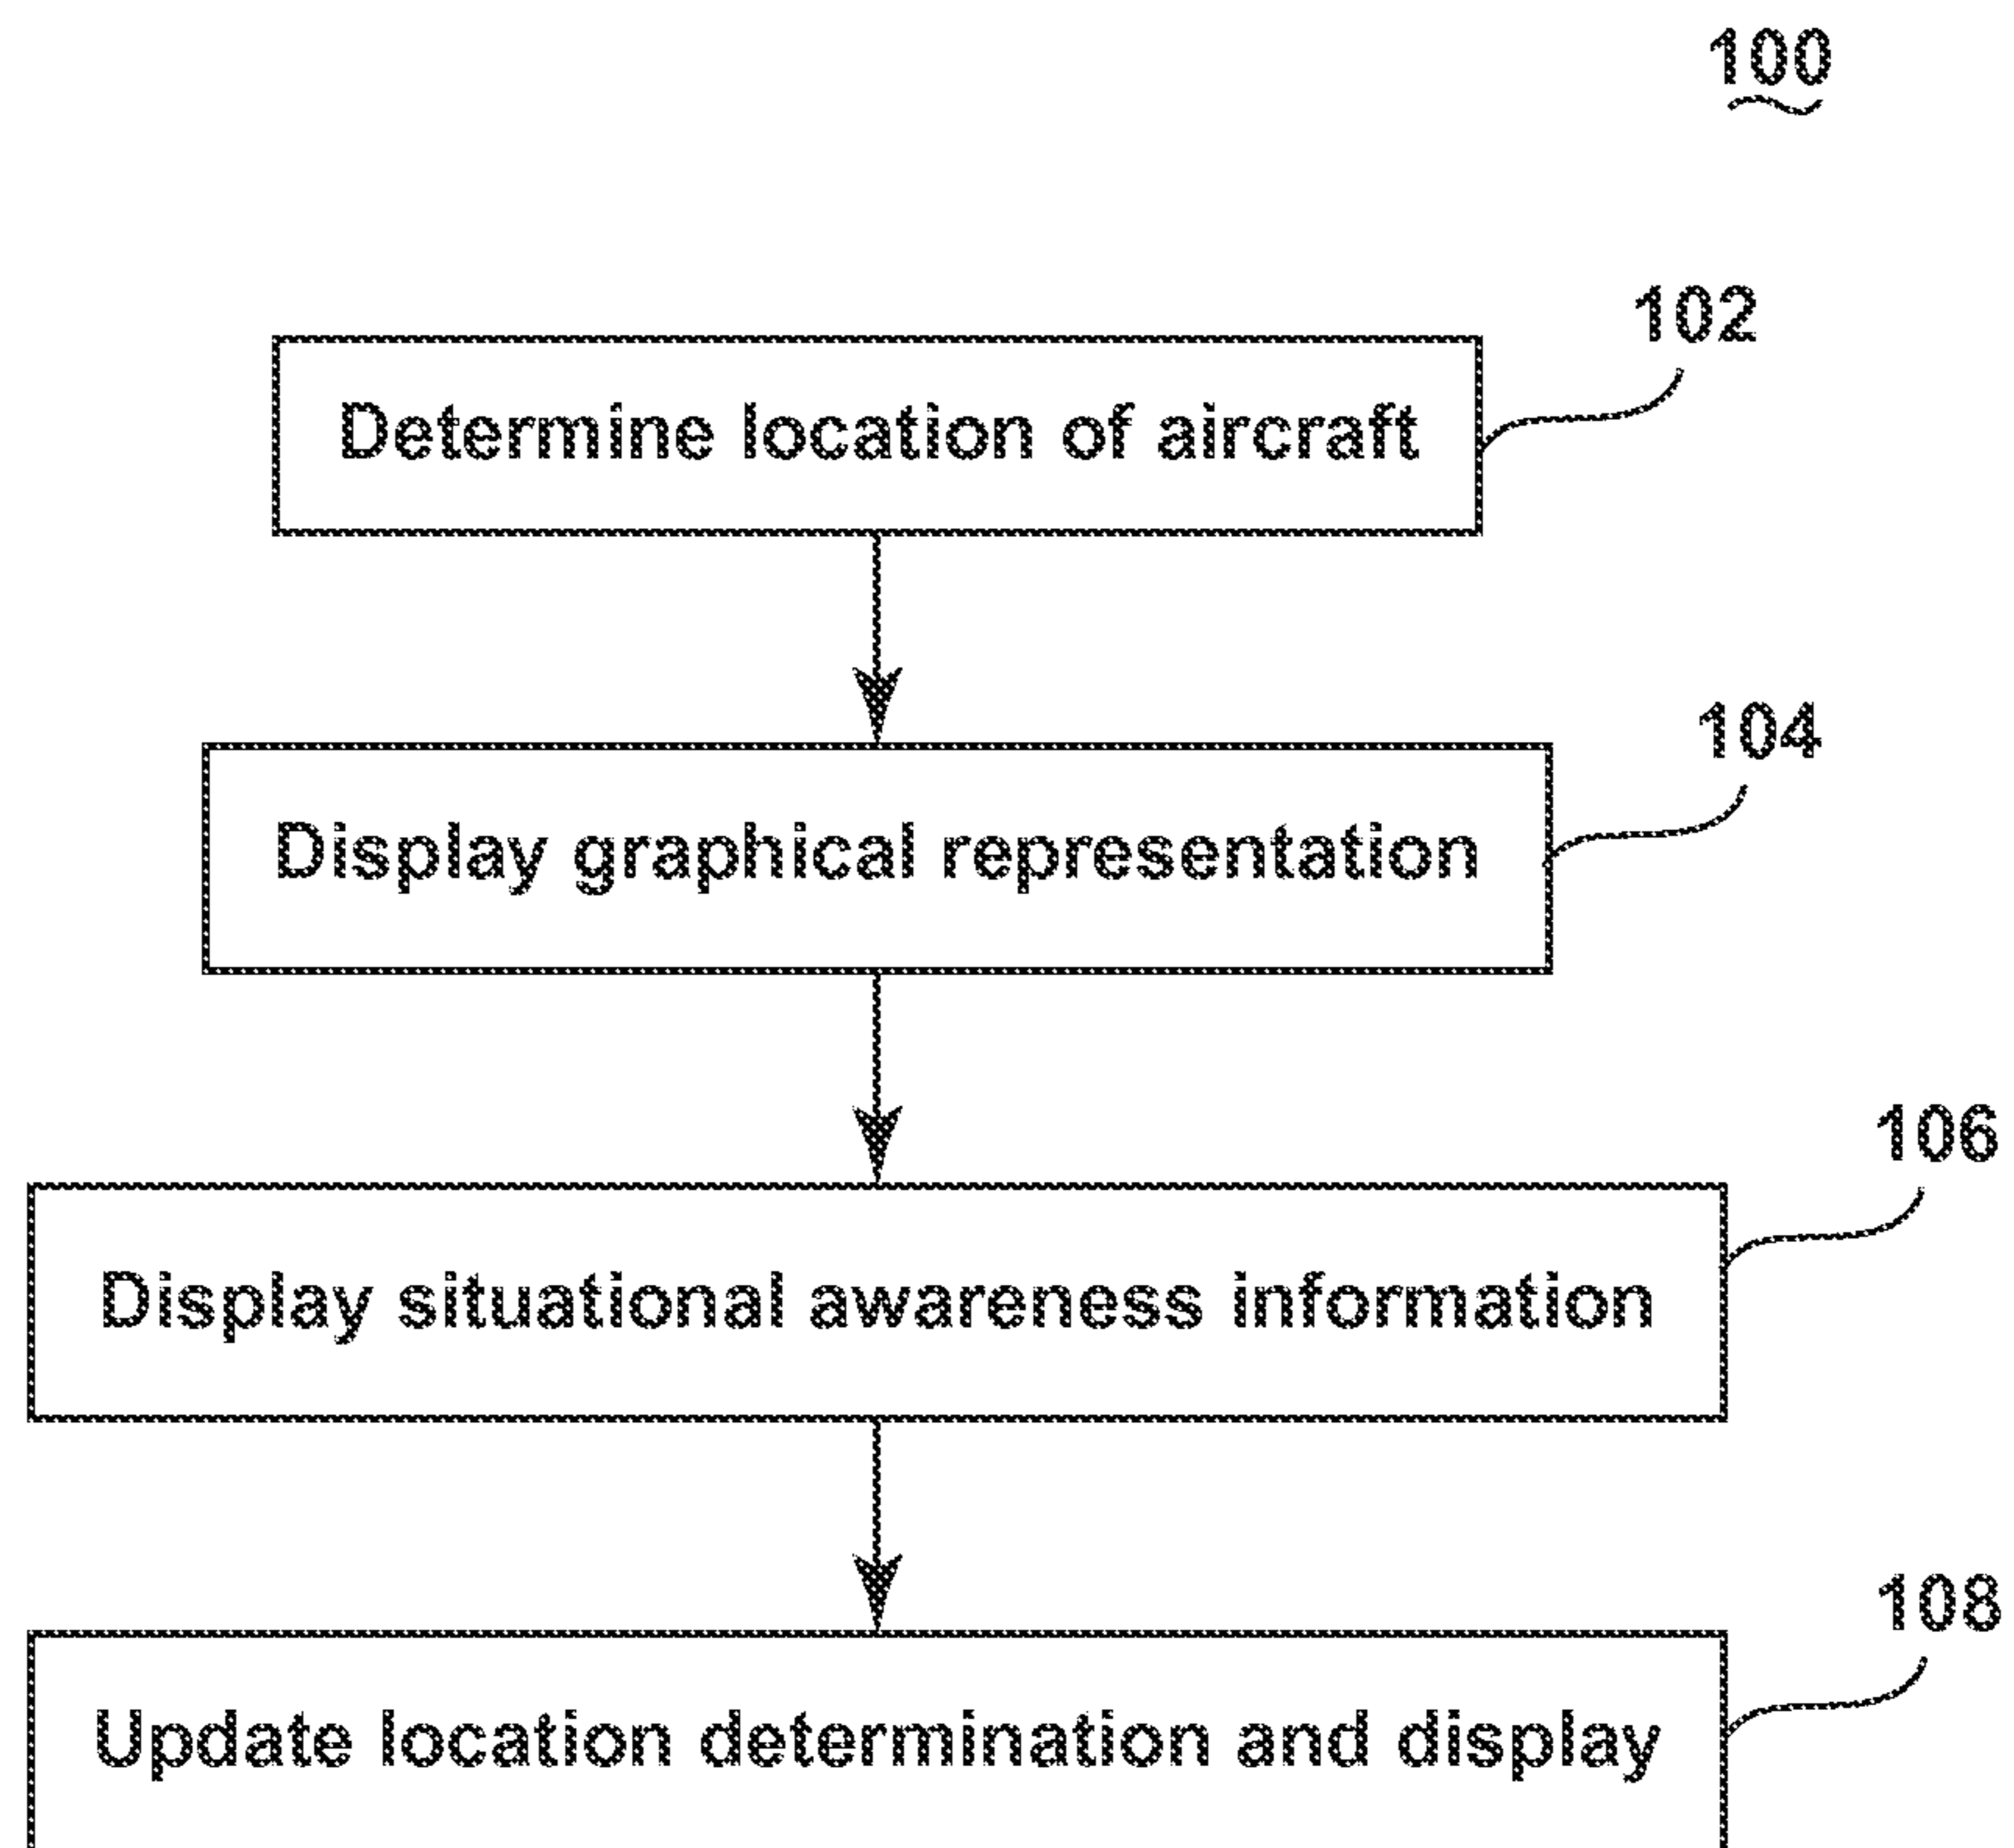 100
102
Determine location of aircraft
104
Display graphical representation
106
Display situational awareness information
108
Update location determination and display